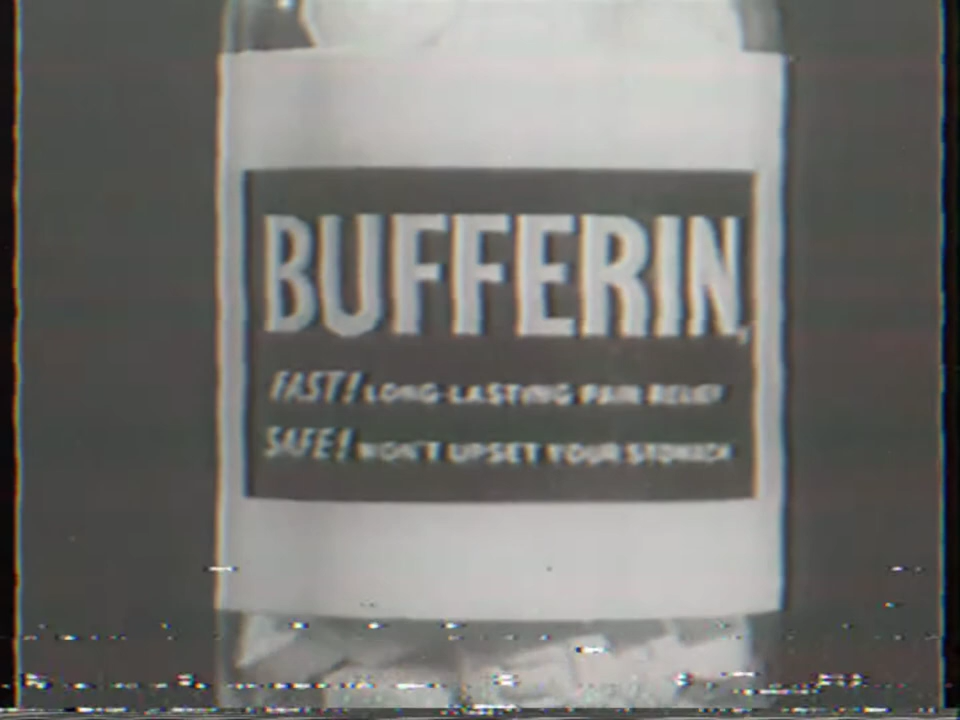 BUFFERIN,
FAST! LONG-LASTING PAIN RELIEF
SAFE! WON'T UPSET YOUR STOMACH